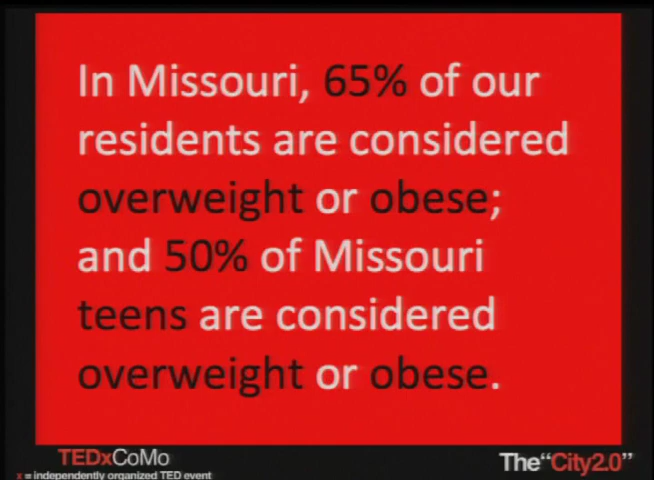 In Missouri, 65% of our
residents are considered
overweight or obese;
and 50% of Missouri
teens are considered
overweight or obese.
TEDxCoMo
x = independently organized TED event
The“City2.0”